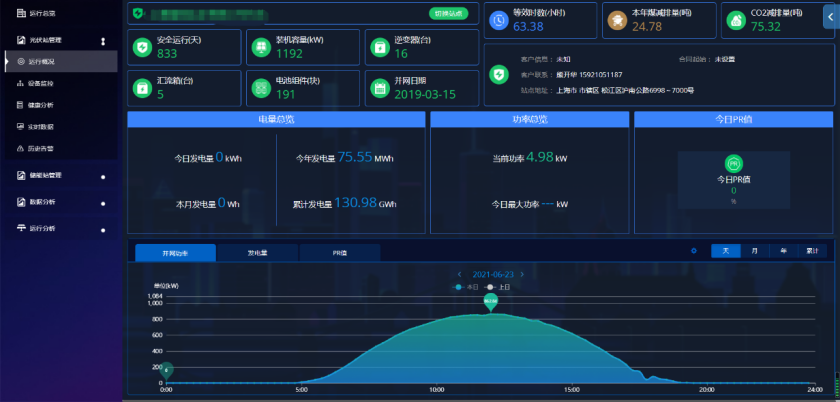 运行总览
光伏站管理
运行概况
设备监控
健康分析
实时数据
历史告警
储能站管理
数据分析
运行分析
切换站点
安全运行(天)
833
装机容量(kW)
1192
逆变器(台)
16
汇流箱(台)
5
电池组件(块)
191
并网日期
2019-03-15
等效时数(小时)
63.38
本年煤减排量(吨)
24.78
CO2减排量(吨)
75.32
客户信息： 未知
合同起始： 未设置
客户联系： 熊开华 15921051187
站点地址： 上海市 市辖区 松江区沪南公路6998－7000号
电量总览
今日发电量 0 kWh
今年发电量 75.55 MWh
本月发电量 0 Wh
累计发电量 130.98 GWh
功率总览
当前功率 4.98 kW
今日最大功率 --- kW
今日PR值
PR
今日PR值
0
%
并网功率
发电量
PR值
天
月
年
累计
2021-06-23
本日
上日
单位(kW)
1,084
1,000
800
600
400
200
0
0:00
5:00
10:00
15:00
20:00
24:00